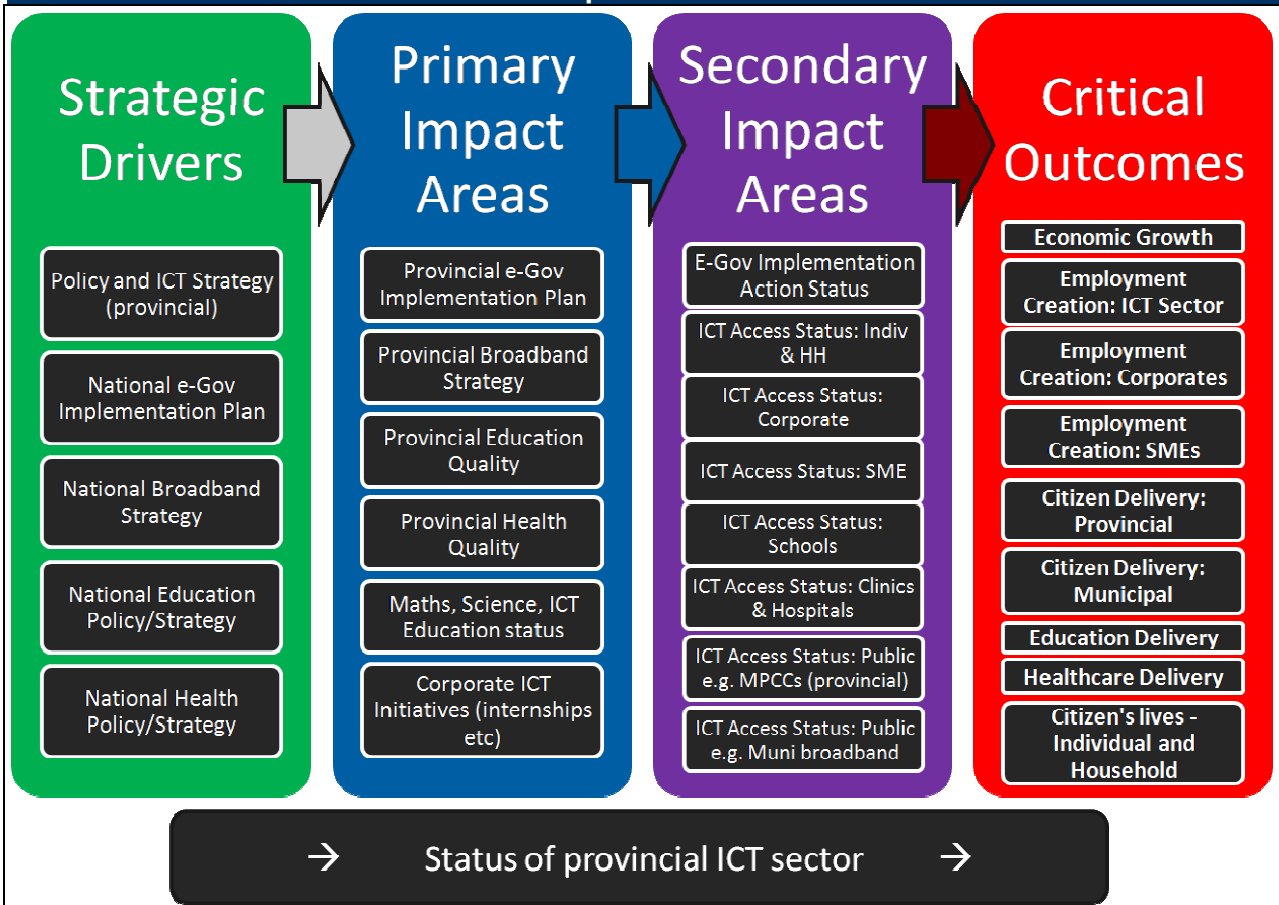 Strategic
Drivers
Policy and ICT Strategy
(provincial)
National e-Gov
Implementation Plan
National Broadband
Strategy
National Education
Policy/Strategy
National Health
Policy/Strategy
Primary
Impact
Areas
Provincial e-Gov
Implementation Plan
Provincial Broadband
Strategy
Provincial Education
Quality
Provincial Health
Quality
Maths, Science, ICT
Education status
Corporate ICT
Initiatives (internships
etc)
Secondary
Impact
Areas
E-Gov Implementation
Action Status
ICT Access Status: Indiv
& HH
ICT Access Status:
Corporate
ICT Access Status: SME
ICT Access Status:
Schools
ICT Access Status: Clinics
& Hospitals
ICT Access Status: Public
e.g. MPCCs (provincial)
ICT Access Status: Public
e.g. Muni broadband
Critical
Outcomes
Economic Growth
Employment
Creation: ICT Sector
Employment
Creation: Corporates
Employment
Creation: SMEs
Citizen Delivery:
Provincial
Citizen Delivery:
Municipal
Education Delivery
Healthcare Delivery
Citizen's lives -
Individual and
Household
→ Status of provincial ICT sector →